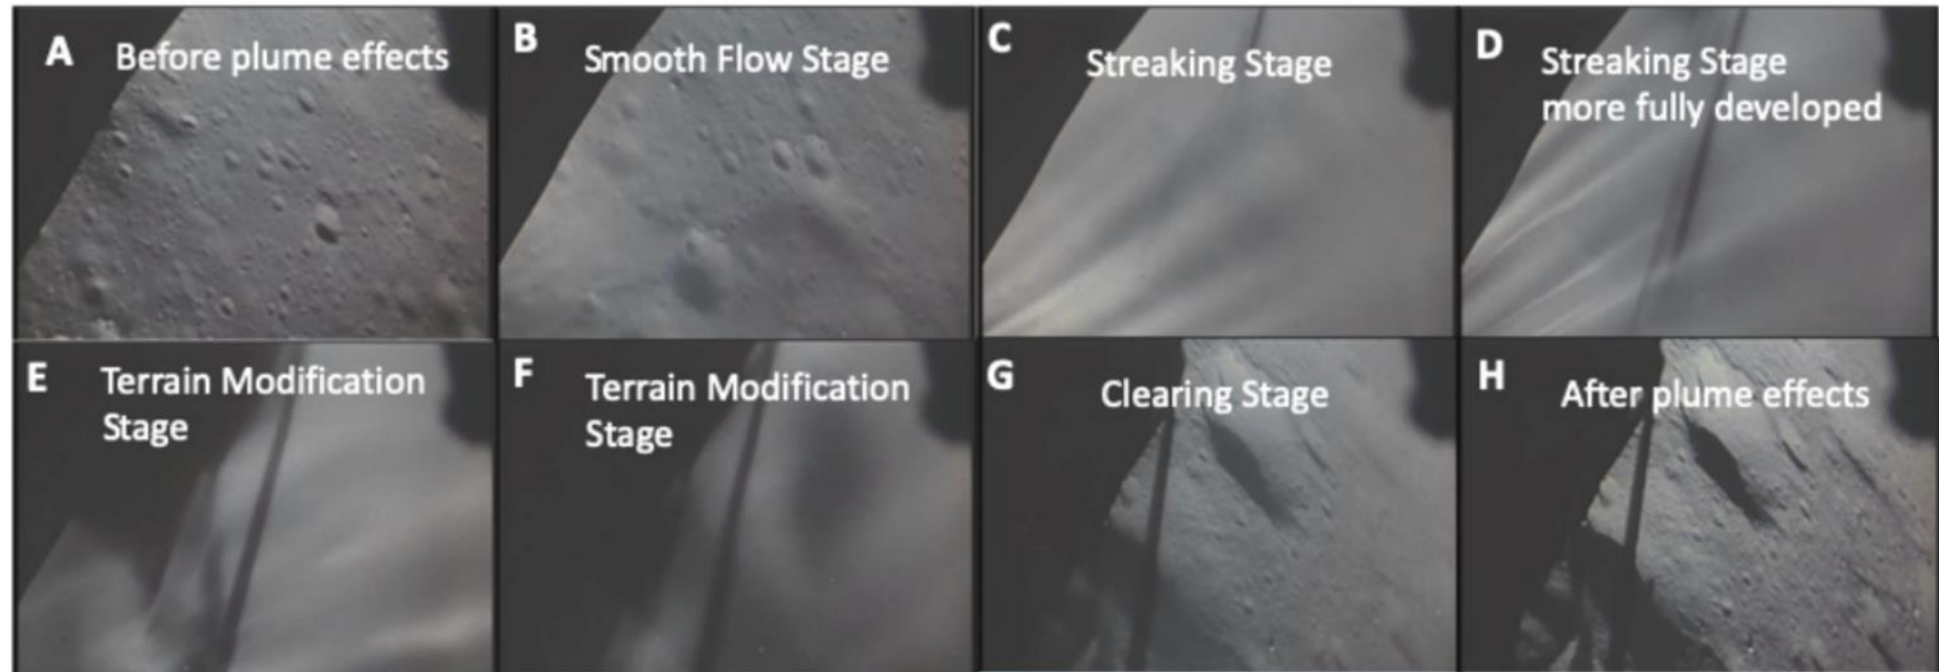 A
Before plume effects
B
Smooth Flow Stage
C
Streaking Stage
D
Streaking Stage
more fully developed
E
Terrain Modification
Stage
F
Terrain Modification
Stage
G
Clearing Stage
H
After plume effects